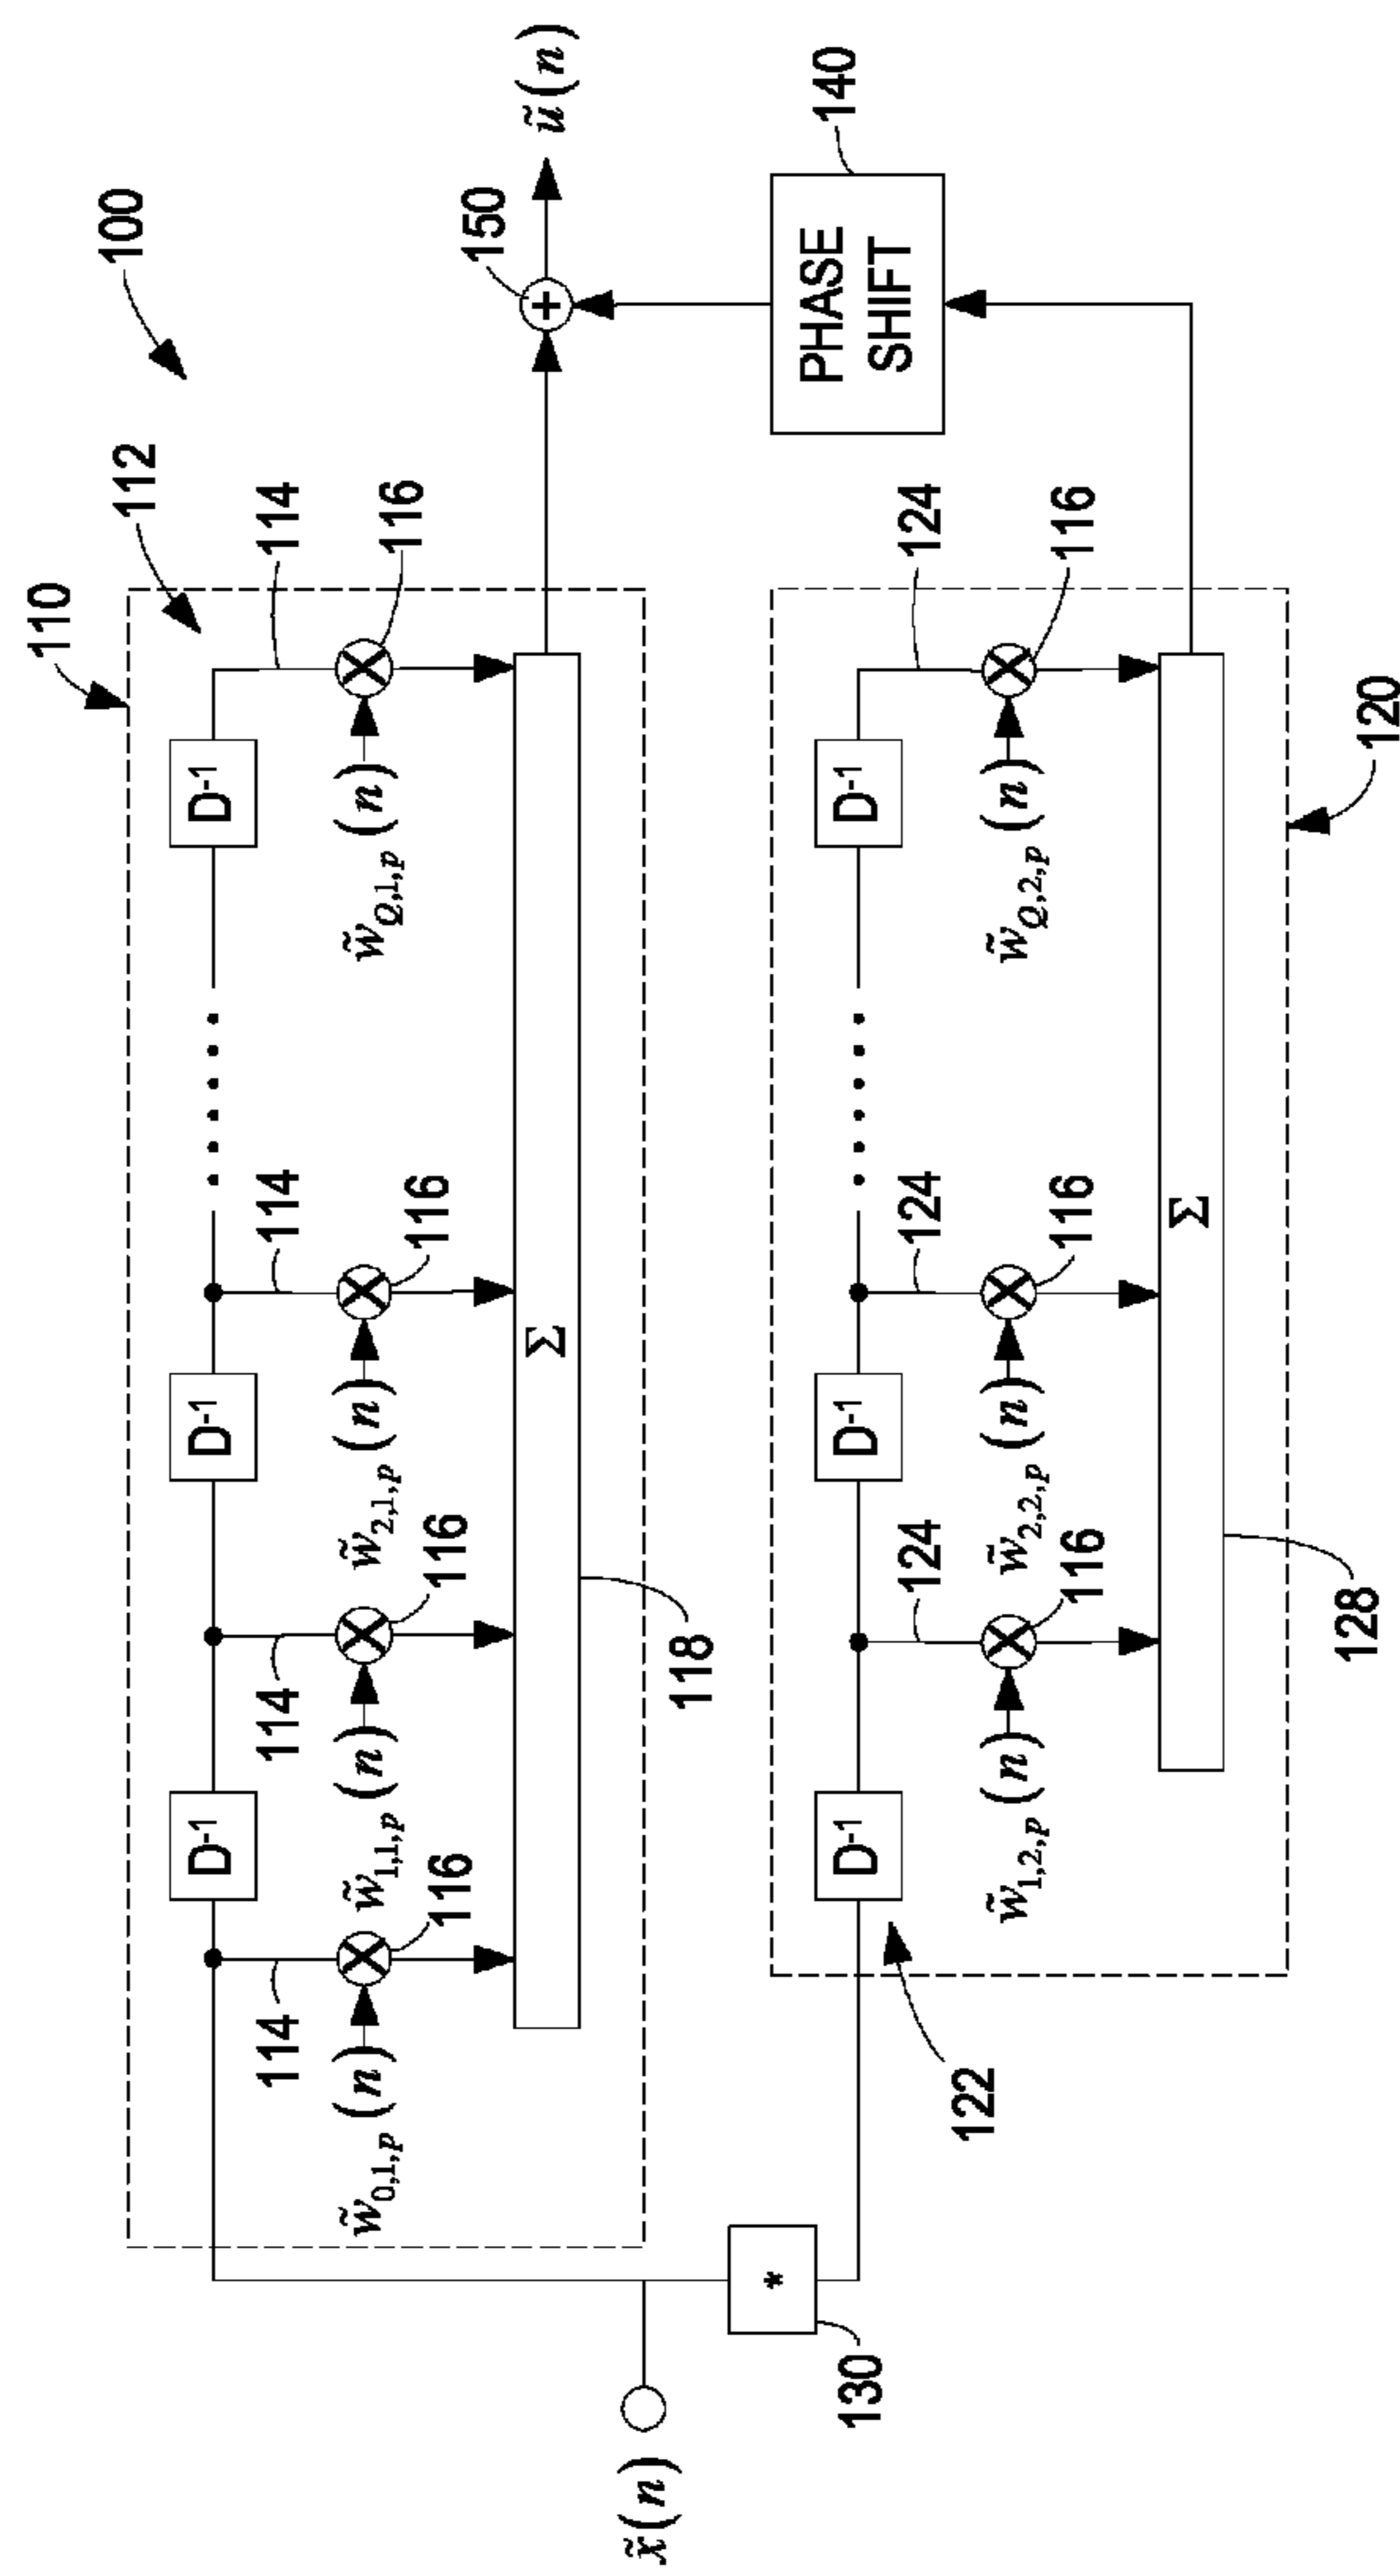 100
110
112
D⁻¹ D⁻¹ D⁻¹
114 114 114 114
116 116 116 116
w̃0,1,p(n) w̃1,1,p(n) w̃2,1,p(n) w̃Q,1,p(n)
Σ
118
150
+
ũ(n)
x̃(n)
*
130
PHASE
SHIFT
140
122
D⁻¹ D⁻¹ D⁻¹
124 124 124
116 116 116
w̃1,2,p(n) w̃2,2,p(n) w̃Q,2,p(n)
Σ
128
120